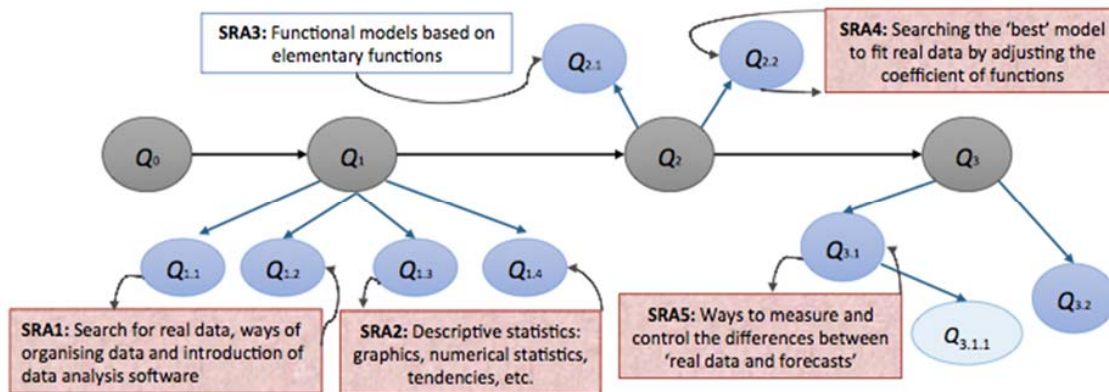 SRA3: Functional models based on
elementary functions
Q2.1
Q2.2
SRA4: Searching the ‘best’ model
to fit real data by adjusting the
coefficient of functions
Q0
Q1
Q2
Q3
Q1.1
Q1.2
Q1.3
Q1.4
Q3.1
Q3.2
Q3.1.1
SRA1: Search for real data, ways of
organising data and introduction of
data analysis software
SRA2: Descriptive statistics:
graphics, numerical statistics,
tendencies, etc.
SRA5: Ways to measure and
control the differences between
‘real data and forecasts’